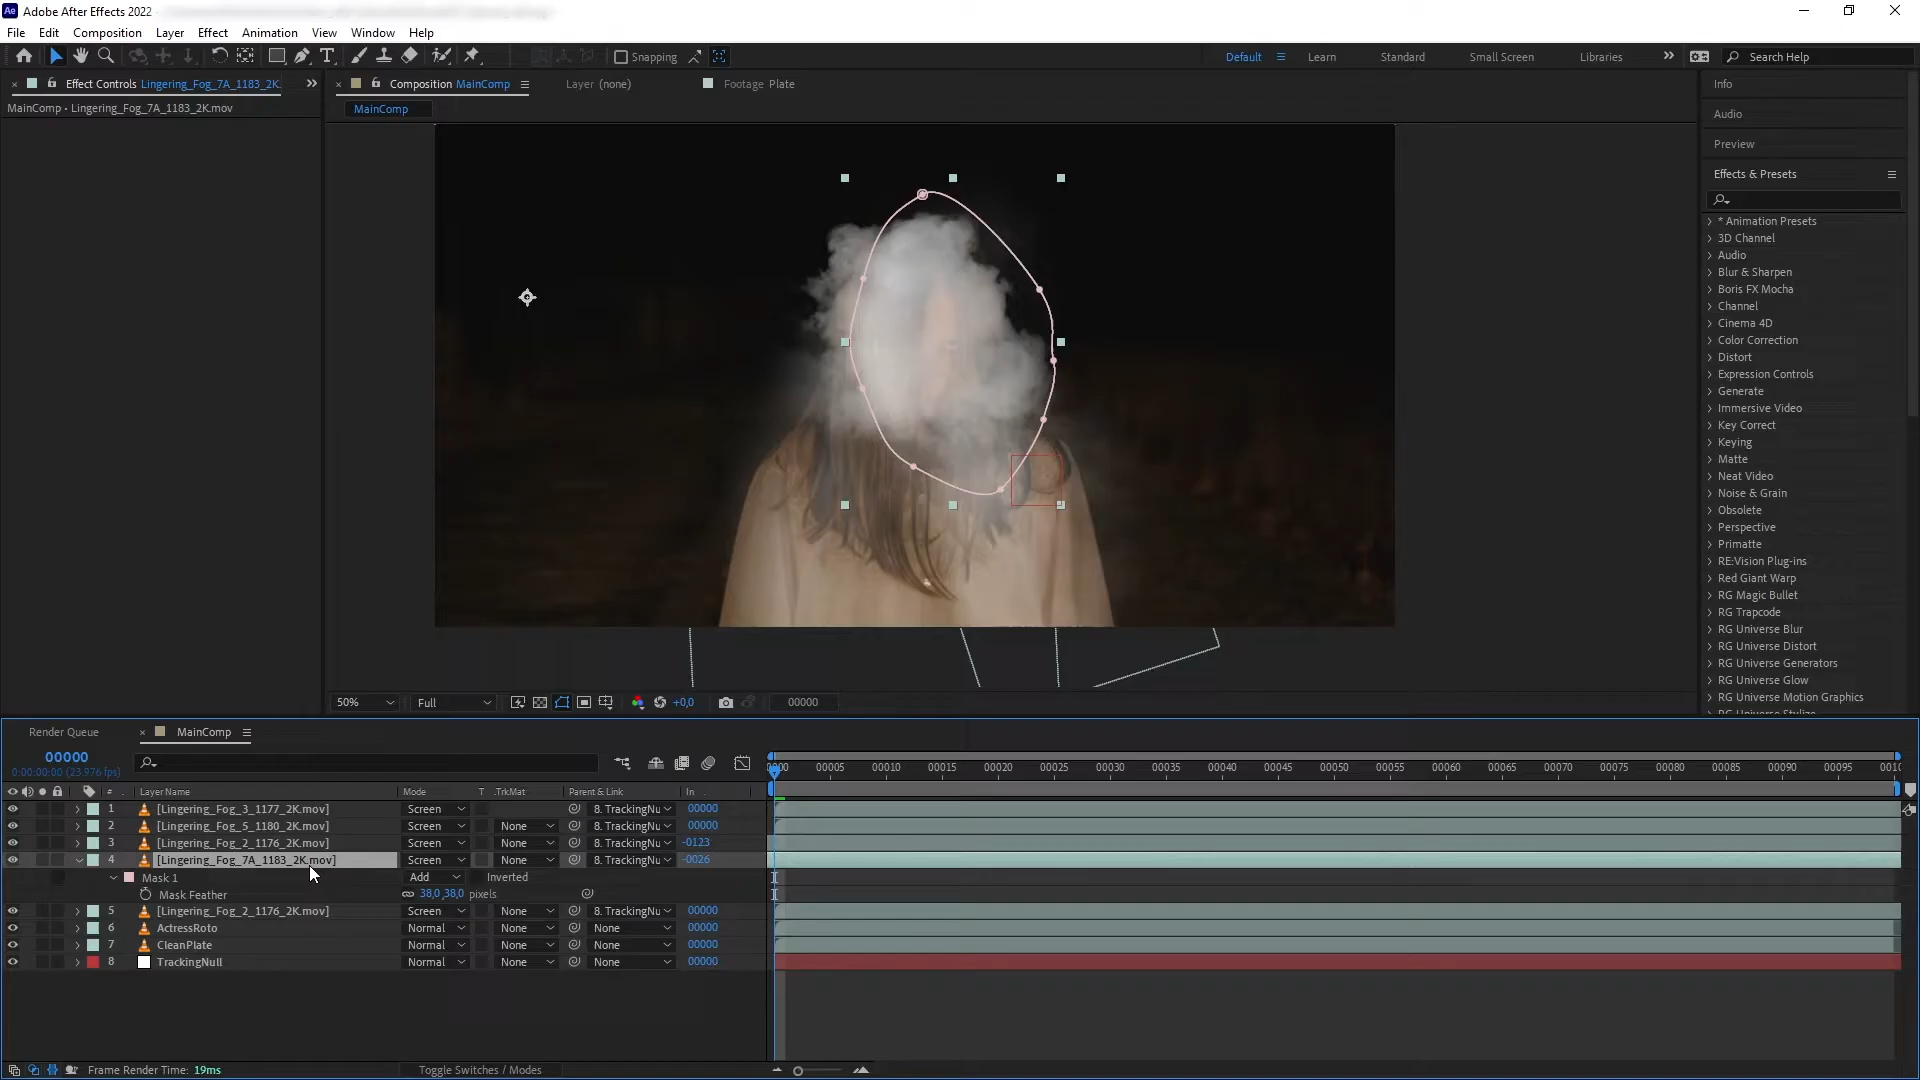 Ae Adobe After Effects 2022
File Edit Composition Layer Effect Animation View Window Help
Snapping
Default Learn Standard Small Screen Libraries Search Help
Effect Controls Lingering_Fog_7A_1183_2K.
Composition MainComp
Layer (none)
Footage Plate
MainComp • Lingering_Fog_7A_1183_2K.mov
MainComp
Info
Audio
Preview
Effects & Presets
* Animation Presets
3D Channel
Audio
Blur & Sharpen
Boris FX Mocha
Channel
Cinema 4D
Color Correction
Distort
Expression Controls
Generate
Immersive Video
Key Correct
Keying
Matte
Neat Video
Noise & Grain
Obsolete
Perspective
Primatte
RE:Vision Plug-ins
Red Giant Warp
RG Magic Bullet
RG Trapcode
RG Universe Blur
RG Universe Distort
RG Universe Generators
RG Universe Glow
RG Universe Motion Graphics
RG Universe Stylize
50% Full +0,0 00000
Render Queue MainComp
00000
0:00:00:00 (23.976 fps)
0000 00005 00010 00015 00020 00025 00030 00035 00040 00045 00050 00055 00060 00065 00070 00075 00080 00085 00090 00095 0010
# Layer Name Mode T .TrkMat Parent & Link In
1 [Lingering_Fog_3_1177_2K.mov] Screen 8. TrackingNu 00000
2 [Lingering_Fog_5_1180_2K.mov] Screen None 8. TrackingNu 00000
3 [Lingering_Fog_2_1176_2K.mov] Screen None 8. TrackingNu -0123
4 [Lingering_Fog_7A_1183_2K.mov] Screen None 8. TrackingNu -0026
Mask 1 Add Inverted
Mask Feather 38,0,38,0 pixels
5 [Lingering_Fog_2_1176_2K.mov] Screen None 8. TrackingNu 00000
6 ActressRoto Normal None None 00000
7 CleanPlate Normal None None 00000
8 TrackingNull Normal None None 00000
Frame Render Time: 19ms
Toggle Switches / Modes